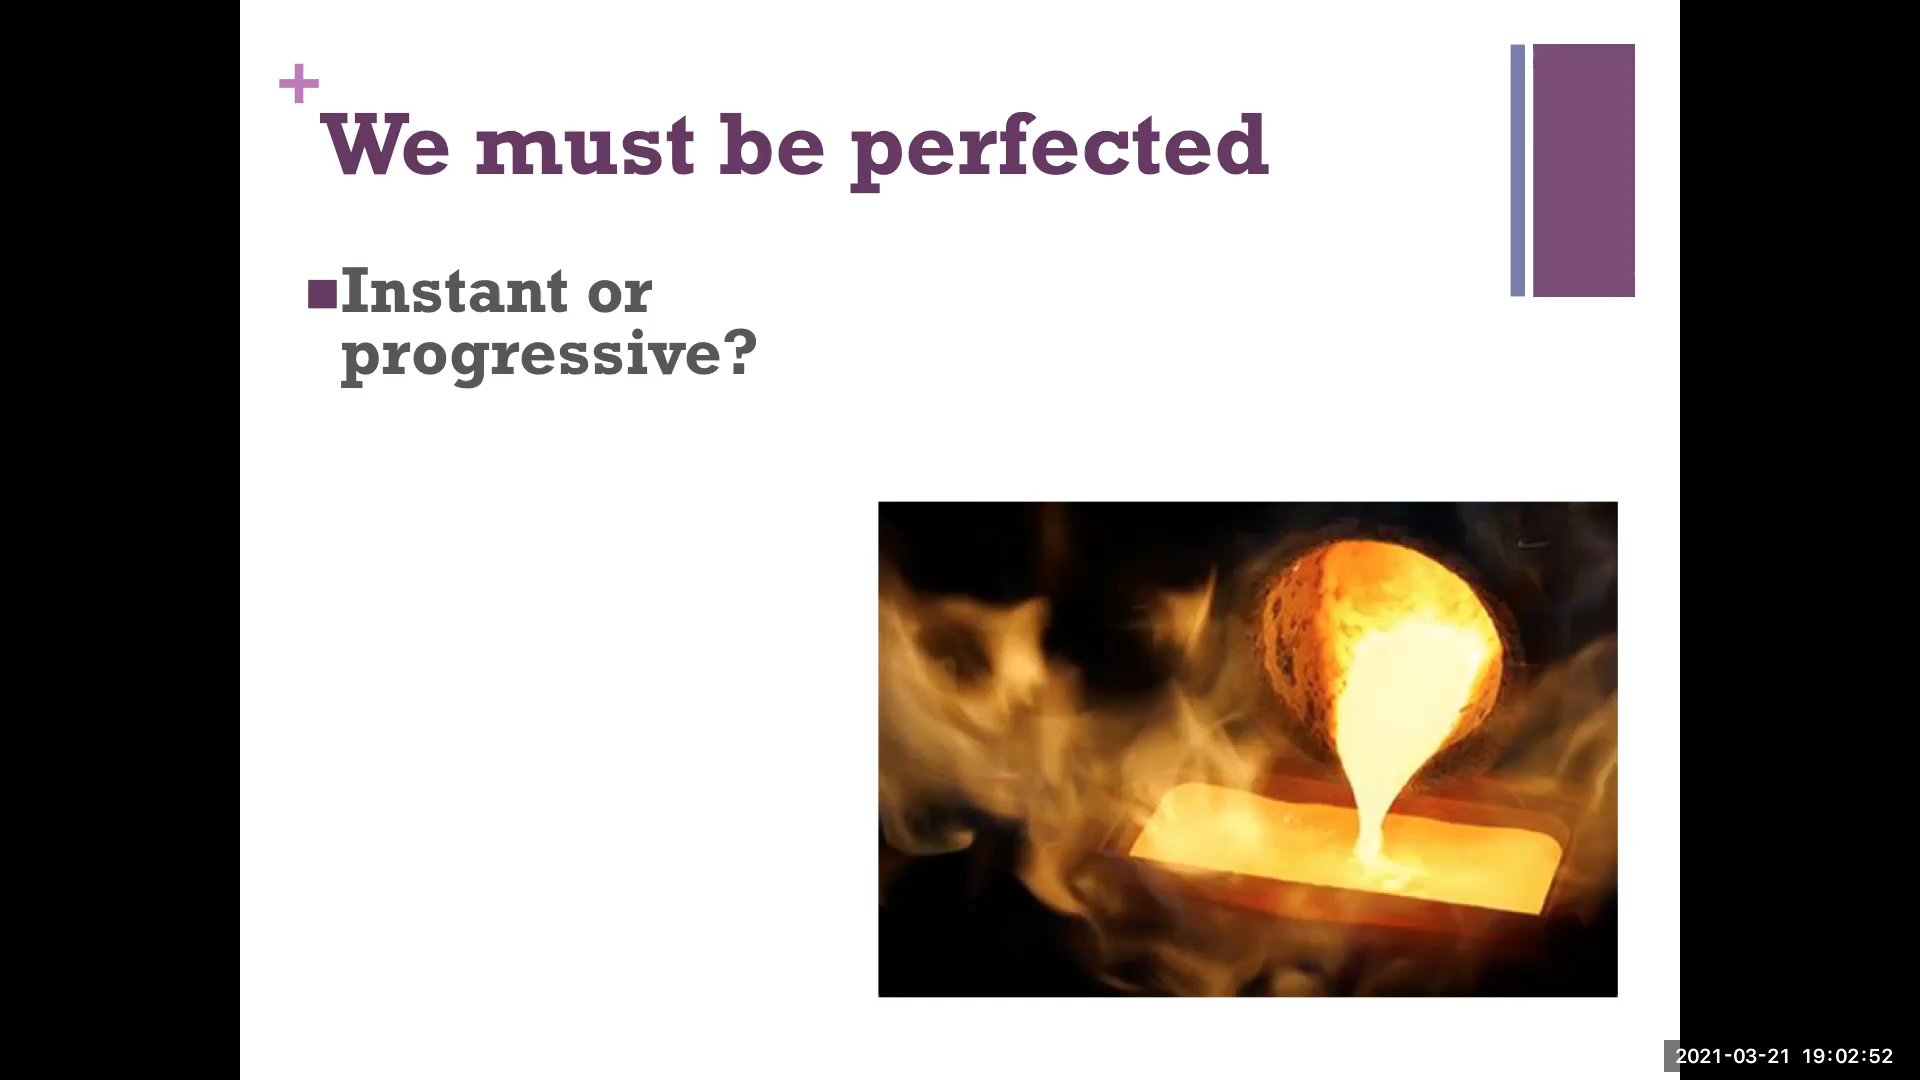 +
We must be perfected
Instant or
progressive?
2021-03-21 19:02:52